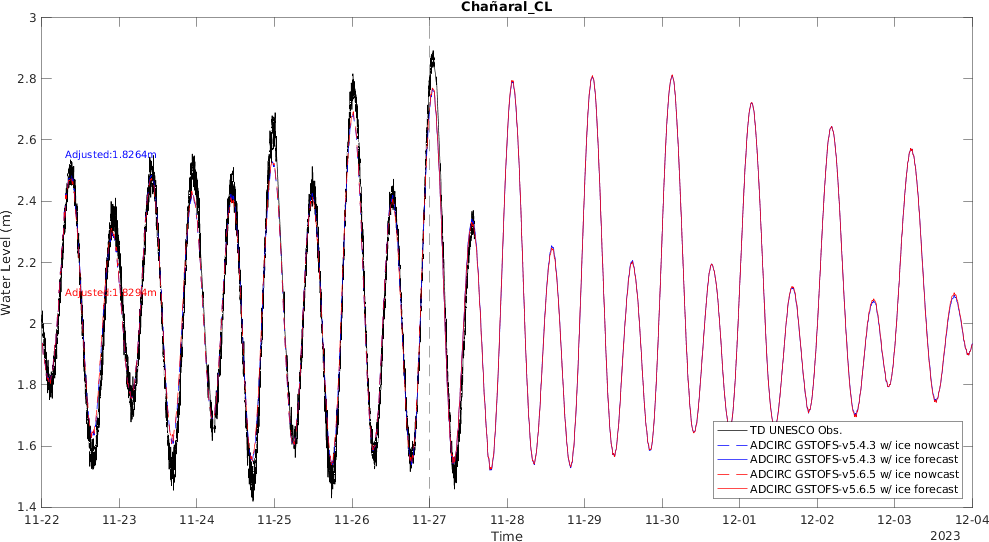 Chañaral_CL
3
2.8
2.6
2.4
2.2
2
1.8
1.6
1.4
Water Level (m)
Adjusted:1.8264m
Adjusted:1.8294m
TD UNESCO Obs.
ADCIRC GSTOFS-v5.4.3 w/ ice nowcast
ADCIRC GSTOFS-v5.4.3 w/ ice forecast
ADCIRC GSTOFS-v5.6.5 w/ ice nowcast
ADCIRC GSTOFS-v5.6.5 w/ ice forecast
11-22 11-23 11-24 11-25 11-26 11-27 11-28 11-29 11-30 12-01 12-02 12-03 12-04
Time
2023